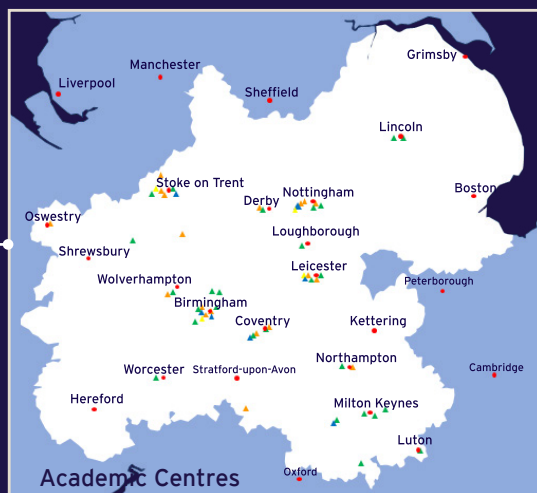 Grimsby
Manchester
Liverpool
Sheffield
Lincoln
Stoke on Trent
Boston
Nottingham
Derby
Oswestry
Loughborough
Shrewsbury
Leicester
Wolverhampton
Peterborough
Birmingham
Coventry
Kettering
Northampton
Worcester
Stratford-upon-Avon
Cambridge
Hereford
Milton Keynes
Luton
Academic Centres
Oxford